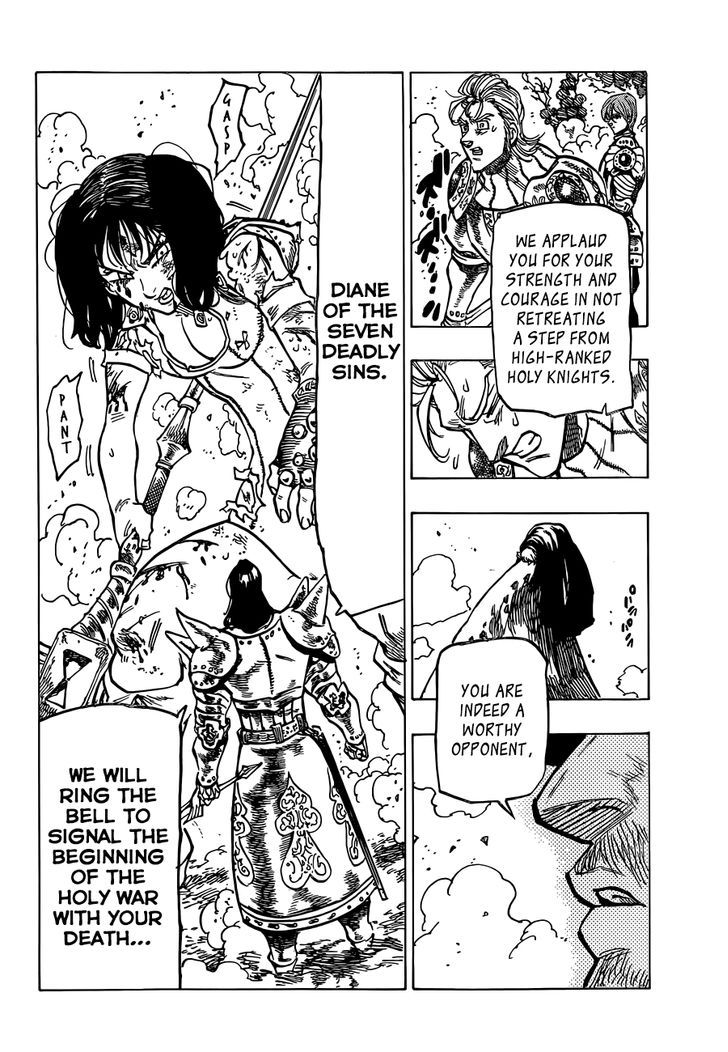 WE APPLAUD
YOU FOR YOUR
STRENGTH AND
COURAGE IN NOT
RETREATING
A STEP FROM
HIGH-RANKED
HOLY KNIGHTS.
YOU ARE
INDEED A
WORTHY
OPPONENT,
GASP
DIANE
OF THE
SEVEN
DEADLY
SINS.
PANT
WE WILL
RING THE
BELL TO
SIGNAL THE
BEGINNING
OF THE
HOLY WAR
WITH YOUR
DEATH...